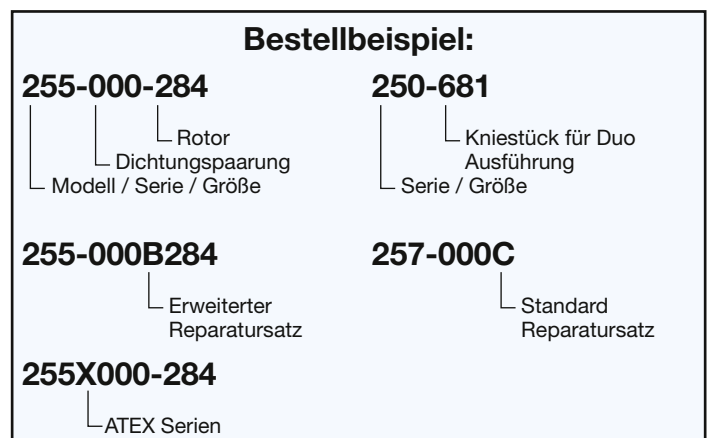 Bestellbeispiel:
255-000-284
Rotor
Dichtungspaarung
Modell / Serie / Größe
250-681
Kniestück für Duo
Ausführung
Serie / Größe
255-000B284
Erweiterter
Reparatursatz
257-000C
Standard
Reparatursatz
255X000-284
ATEX Serien